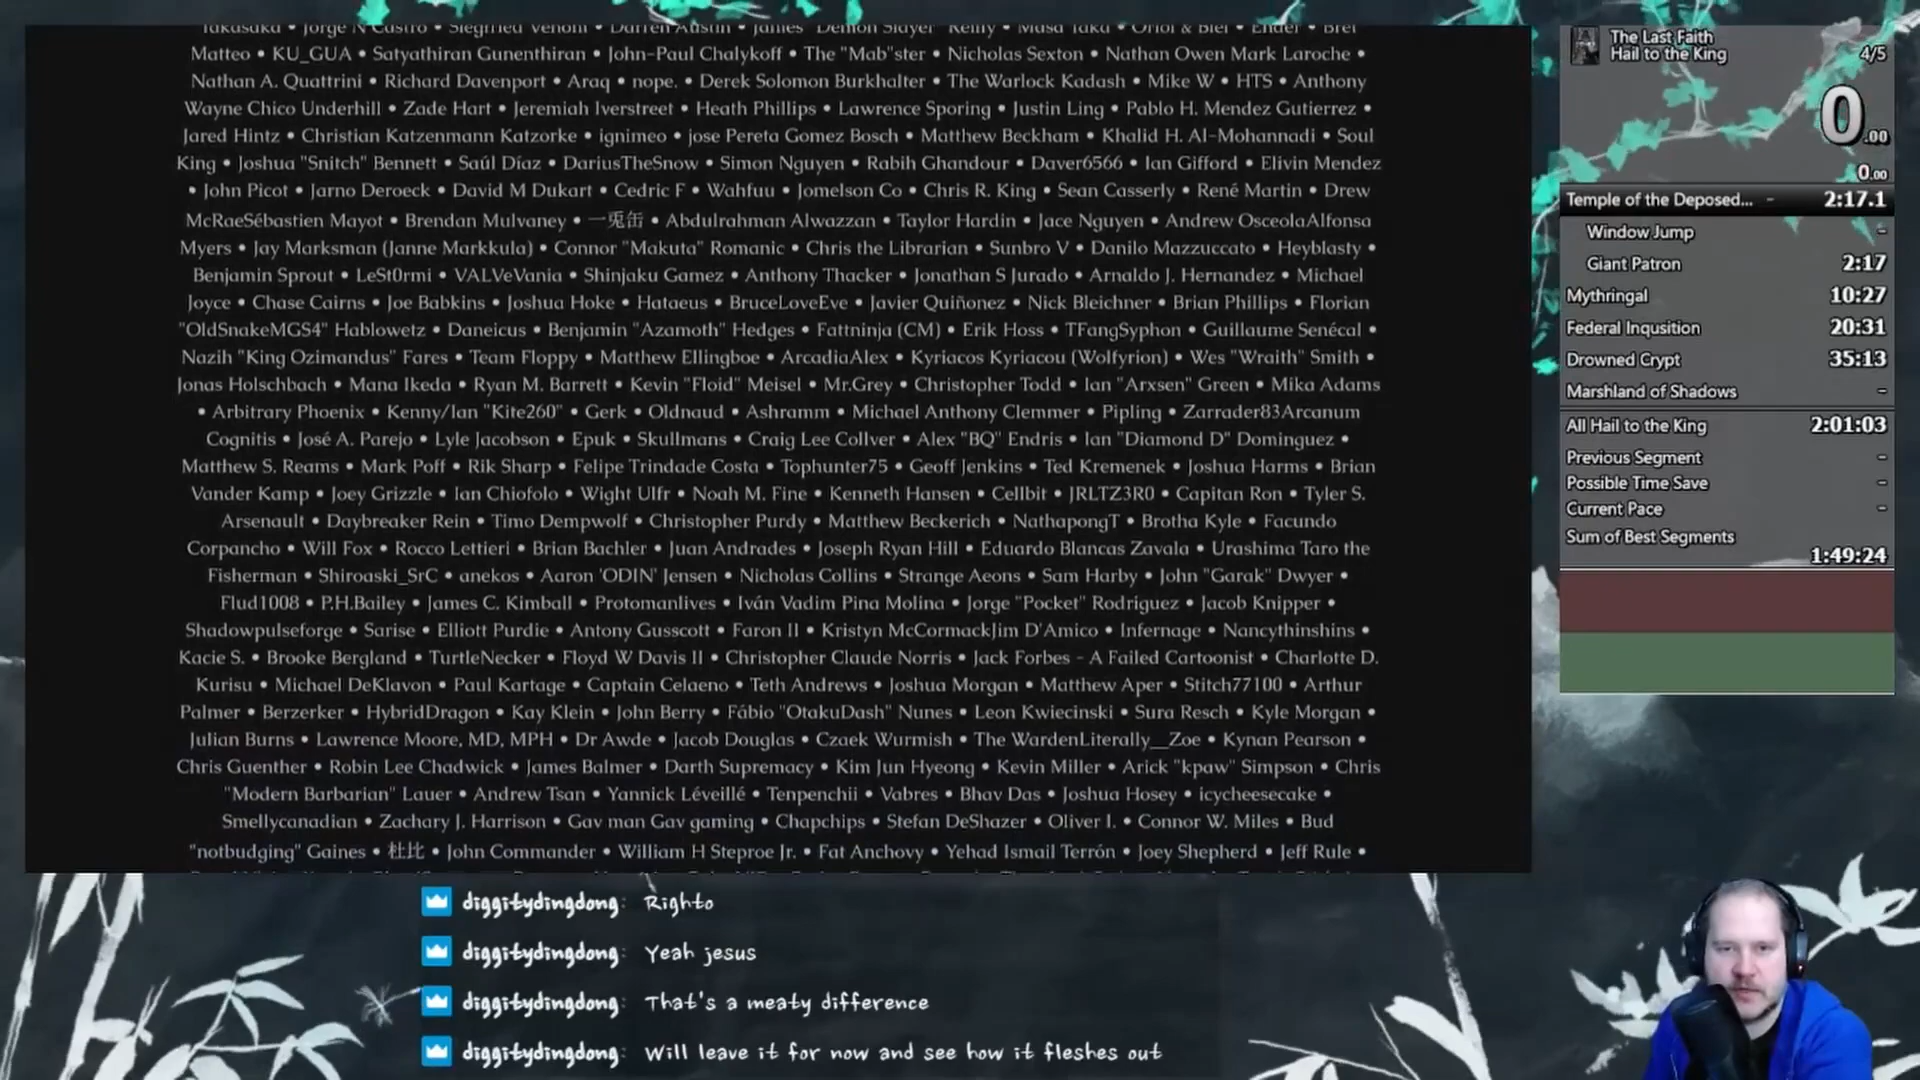 Takasaka • Jorge N Castro • Siegfried Venom • Darren Austin • James "Demon Slayer" Reilly • Masa Taka • Oriol & Biel • Ender • Bret
Matteo • KU_GUA • Satyathiran Gunenthiran • John-Paul Chalykoff • The "Mab"ster • Nicholas Sexton • Nathan Owen Mark Laroche •
Nathan A. Quattrini • Richard Davenport • Araq • nope. • Derek Solomon Burkhalter • The Warlock Kadash • Mike W • HTS • Anthony
Wayne Chico Underhill • Zade Hart • Jeremiah Iverstreet • Heath Phillips • Lawrence Sporing • Justin Ling • Pablo H. Mendez Gutierrez •
Jared Hintz • Christian Katzenmann Katzorke • ignimeo • jose Pereta Gomez Bosch • Matthew Beckham • Khalid H. Al-Mohannadi • Soul
King • Joshua "Snitch" Bennett • Saúl Díaz • DariusTheSnow • Simon Nguyen • Rabih Ghandour • Daver6566 • Ian Gifford • Elivin Mendez
• John Picot • Jarno Deroeck • David M Dukart • Cedric F • Wahfuu • Jomelson Co • Chris R. King • Sean Casserly • René Martin • Drew
McRaeSébastien Mayot • Brendan Mulvaney • 一兎缶 • Abdulrahman Alwazzan • Taylor Hardin • Jace Nguyen • Andrew OsceolaAlfonsa
Myers • Jay Marksman (Janne Markkula) • Connor "Makuta" Romanic • Chris the Librarian • Sunbro V • Danilo Mazzuccato • Heyblasty •
Benjamin Sprout • LeSt0rmi • VALVeVania • Shinjaku Gamez • Anthony Thacker • Jonathan S Jurado • Arnaldo J. Hernandez • Michael
Joyce • Chase Cairns • Joe Babkins • Joshua Hoke • Hataeus • BruceLoveEve • Javier Quiñonez • Nick Bleichner • Brian Phillips • Florian
"OldSnakeMGS4" Hablowetz • Daneicus • Benjamin "Azamoth" Hedges • Fattninja (CM) • Erik Hoss • TFangSyphon • Guillaume Senécal •
Nazih "King Ozimandus" Fares • Team Floppy • Matthew Ellingboe • ArcadiaAlex • Kyriacos Kyriacou (Wolfyrion) • Wes "Wraith" Smith •
Jonas Holschbach • Mana Ikeda • Ryan M. Barrett • Kevin "Floid" Meisel • Mr.Grey • Christopher Todd • Ian "Arxsen" Green • Mika Adams
• Arbitrary Phoenix • Kenny/Ian "Kite260" • Gerk • Oldnaud • Ashramm • Michael Anthony Clemmer • Pipling • Zarrader83Arcanum
Cognitis • José A. Parejo • Lyle Jacobson • Epuk • Skullmans • Craig Lee Collver • Alex "BQ" Endris • Ian "Diamond D" Dominguez •
Matthew S. Reams • Mark Poff • Rik Sharp • Felipe Trindade Costa • Tophunter75 • Geoff Jenkins • Ted Kremenek • Joshua Harms • Brian
Vander Kamp • Joey Grizzle • Ian Chiofolo • Wight Ulfr • Noah M. Fine • Kenneth Hansen • Cellbit • JRLTZ3R0 • Capitan Ron • Tyler S.
Arsenault • Daybreaker Rein • Timo Dempwolf • Christopher Purdy • Matthew Beckerich • NathapongT • Brotha Kyle • Facundo
Corpancho • Will Fox • Rocco Lettieri • Brian Bachler • Juan Andrades • Joseph Ryan Hill • Eduardo Blancas Zavala • Urashima Taro the
Fisherman • Shiroaski_SrC • anekos • Aaron 'ODIN' Jensen • Nicholas Collins • Strange Aeons • Sam Harby • John "Garak" Dwyer •
Flud1008 • P.H.Bailey • James C. Kimball • Protomanlives • Iván Vadim Pina Molina • Jorge "Pocket" Rodriguez • Jacob Knipper •
Shadowpulseforge • Sarise • Elliott Purdie • Antony Gusscott • Faron II • Kristyn McCormackJim D'Amico • Infernage • Nancythinshins •
Kacie S. • Brooke Bergland • TurtleNecker • Floyd W Davis II • Christopher Claude Norris • Jack Forbes - A Failed Cartoonist • Charlotte D.
Kurisu • Michael DeKlavon • Paul Kartage • Captain Celaeno • Teth Andrews • Joshua Morgan • Matthew Aper • Stitch77100 • Arthur
Palmer • Berzerker • HybridDragon • Kay Klein • John Berry • Fábio "OtakuDash" Nunes • Leon Kwiecinski • Sura Resch • Kyle Morgan •
Julian Burns • Lawrence Moore, MD, MPH • Dr Awde • Jacob Douglas • Czaek Wurmish • The WardenLiterally__Zoe • Kynan Pearson •
Chris Guenther • Robin Lee Chadwick • James Balmer • Darth Supremacy • Kim Jun Hyeong • Kevin Miller • Arick "kpaw" Simpson • Chris
"Modern Barbarian" Lauer • Andrew Tsan • Yannick Léveillé • Tenpenchii • Vabres • Bhav Das • Joshua Hosey • icycheesecake •
Smellycanadian • Zachary J. Harrison • Gav man Gav gaming • Chapchips • Stefan DeShazer • Oliver I. • Connor W. Miles • Bud
"notbudging" Gaines • 杜比 • John Commander • William H Steproe Jr. • Fat Anchovy • Yehad Ismail Terrón • Joey Shepherd • Jeff Rule •
The Last Faith
Hail to the King 4/5
0.00
0.00
Temple of the Deposed... - 2:17.1
Window Jump -
Giant Patron 2:17
Mythringal 10:27
Federal Inqusition 20:31
Drowned Crypt 35:13
Marshland of Shadows -
All Hail to the King 2:01:03
Previous Segment -
Possible Time Save -
Current Pace -
Sum of Best Segments
1:49:24
diggitydingdong: Righto
diggitydingdong: Yeah jesus
diggitydingdong: That's a meaty difference
diggitydingdong: Will leave it for now and see how it fleshes out